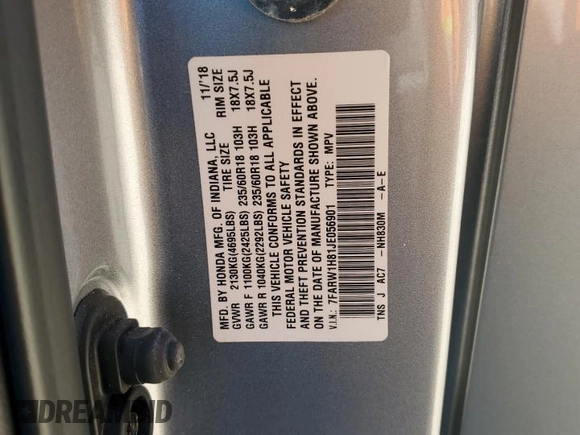 MFD. BY HONDA MFG. OF INDIANA, LLC 11/'18
TIRE SIZE RIM SIZE
GVWR 2130KG(4695LBS)
GAWR F 1100KG(2425LBS) 235/60R18 103H 18X7.5J
GAWR R 1040KG(2292LBS) 235/60R18 103H 18X7.5J
THIS VEHICLE CONFORMS TO ALL APPLICABLE
FEDERAL MOTOR VEHICLE SAFETY
AND THEFT PREVENTION STANDARDS IN EFFECT
ON THE DATE OF MANUFACTURE SHOWN ABOVE.
V.I.N.: 7FARW1H81JE056901 TYPE: MPV
TNS J AC7 - NH830M - A - E
DREAMBID